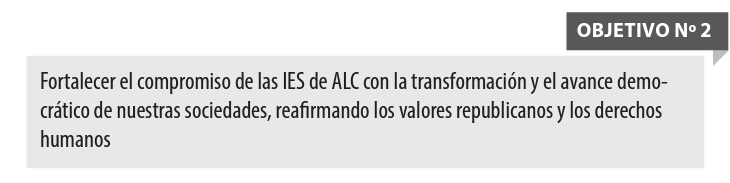 OBJETIVO Nº 2
Fortalecer el compromiso de las IES de ALC con la transformación y el avance demo-
crático de nuestras sociedades, reafirmando los valores republicanos y los derechos
humanos